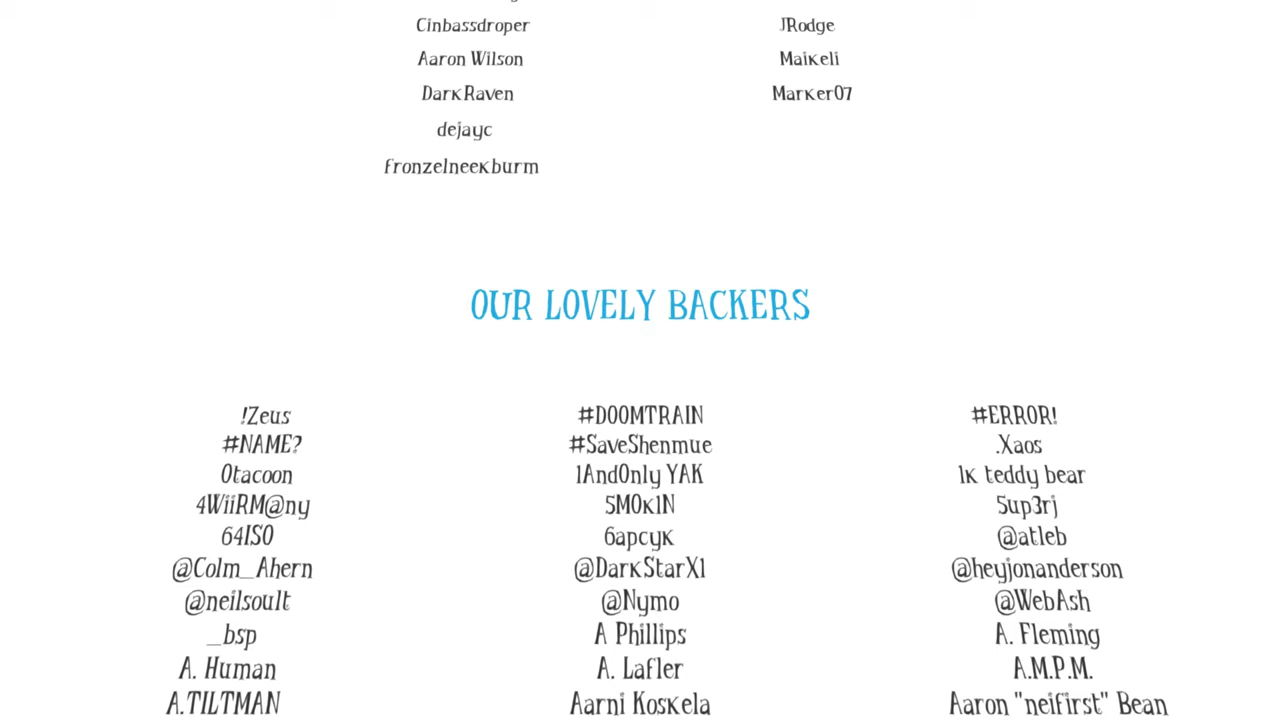 Cinbassdroper JRodge
Aaron Wilson Maikeli
DarkRaven Marker07
dejayc
fronzelneekburm
OUR LOVELY BACKERS
!Zeus #DOOMTRAIN #ERROR!
#NAME? #SaveShenmue .Xaos
0tacoon 1AndOnly YAK 1k teddy bear
4WiiRM@ny 5M0k1N 5up3rj
64ISO 6apcyk @atleb
@Colm_Ahern @DarkStarX1 @heyjonanderson
@neilsoult @Nymo @WebAsh
_bsp A Phillips A. Fleming
A. Human A. Lafler A.M.P.M.
A.TILTMAN Aarni Koskela Aaron "neifirst" Bean